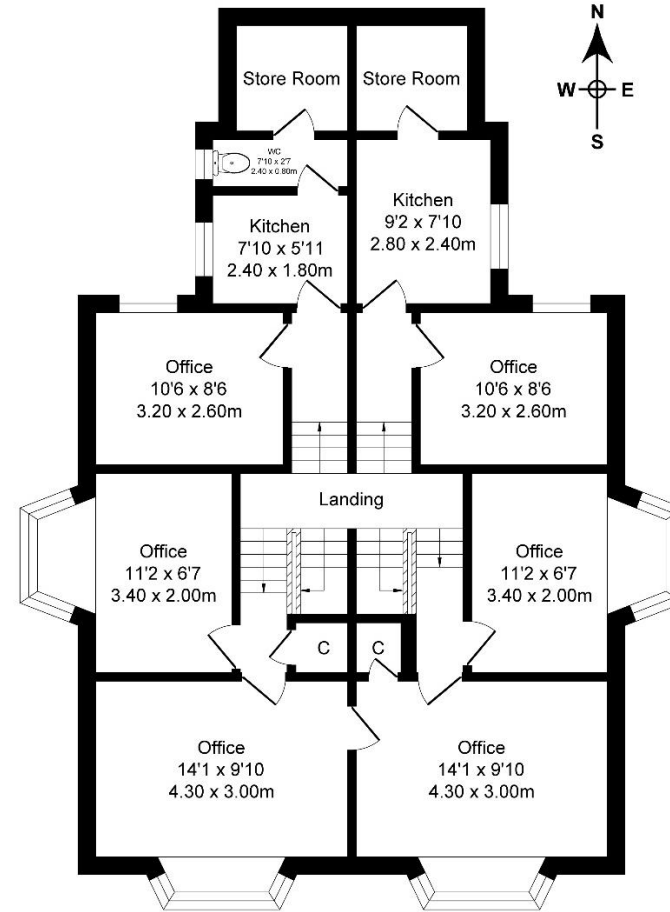 N
W E
S
Store Room
Store Room
WC
7'10 x 2'7
2.40 x 0.80m
Kitchen
7'10 x 5'11
2.40 x 1.80m
Kitchen
9'2 x 7'10
2.80 x 2.40m
Office
10'6 x 8'6
3.20 x 2.60m
Office
10'6 x 8'6
3.20 x 2.60m
Landing
Office
11'2 x 6'7
3.40 x 2.00m
Office
11'2 x 6'7
3.40 x 2.00m
C
C
Office
14'1 x 9'10
4.30 x 3.00m
Office
14'1 x 9'10
4.30 x 3.00m